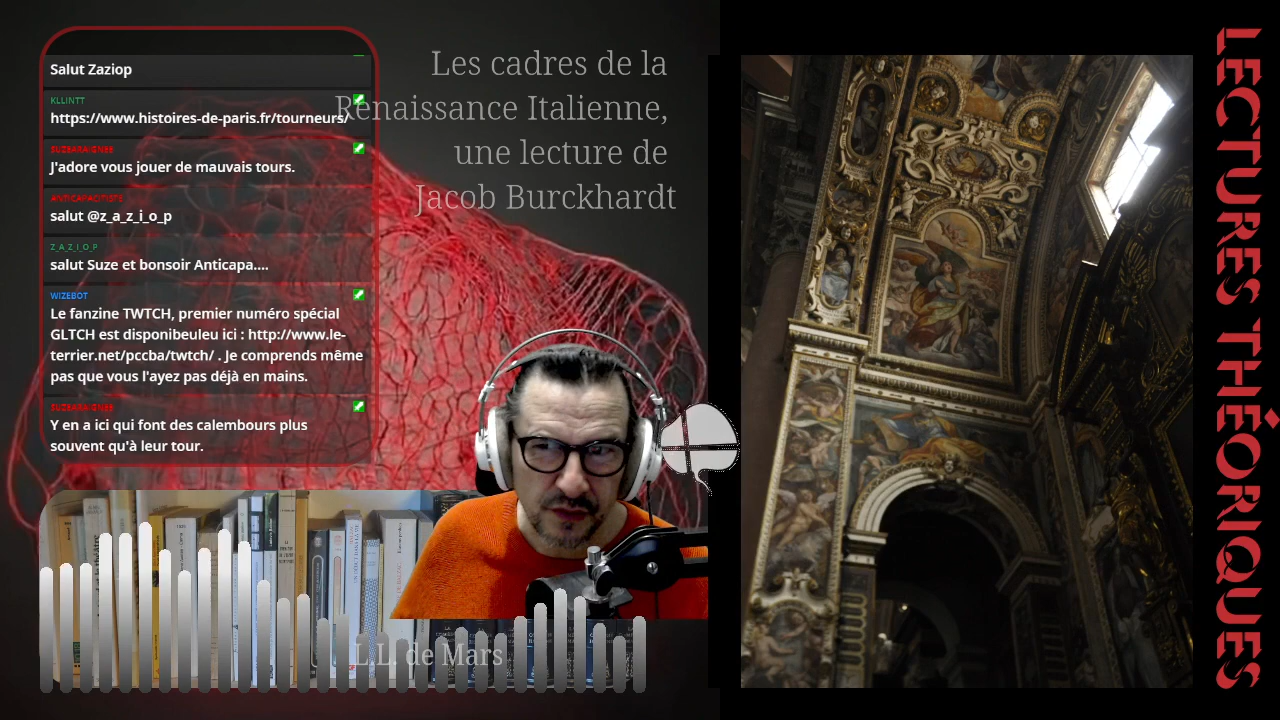 Salut Zaziop
KLLINTT
https://www.histoires-de-paris.fr/tourneurs/
SUZEARAIGNEE
J'adore vous jouer de mauvais tours.
ANTICAPACITISTE
salut @z_a_z_i_o_p
Z_A_Z_I_O_P
salut Suze et bonsoir Anticapa....
WIZEBOT
Le fanzine TWTCH, premier numéro spécial
GLTCH est disponibeuleu ici : http://www.le-
terrier.net/pccba/twtch/ . Je comprends même
pas que vous l'ayez pas déjà en mains.
SUZEARAIGNEE
Y en a ici qui font des calembours plus
souvent qu'à leur tour.
Les cadres de la
Renaissance Italienne,
une lecture de
Jacob Burckhardt
L.L. de Mars
LECTURES THÉORIQUES